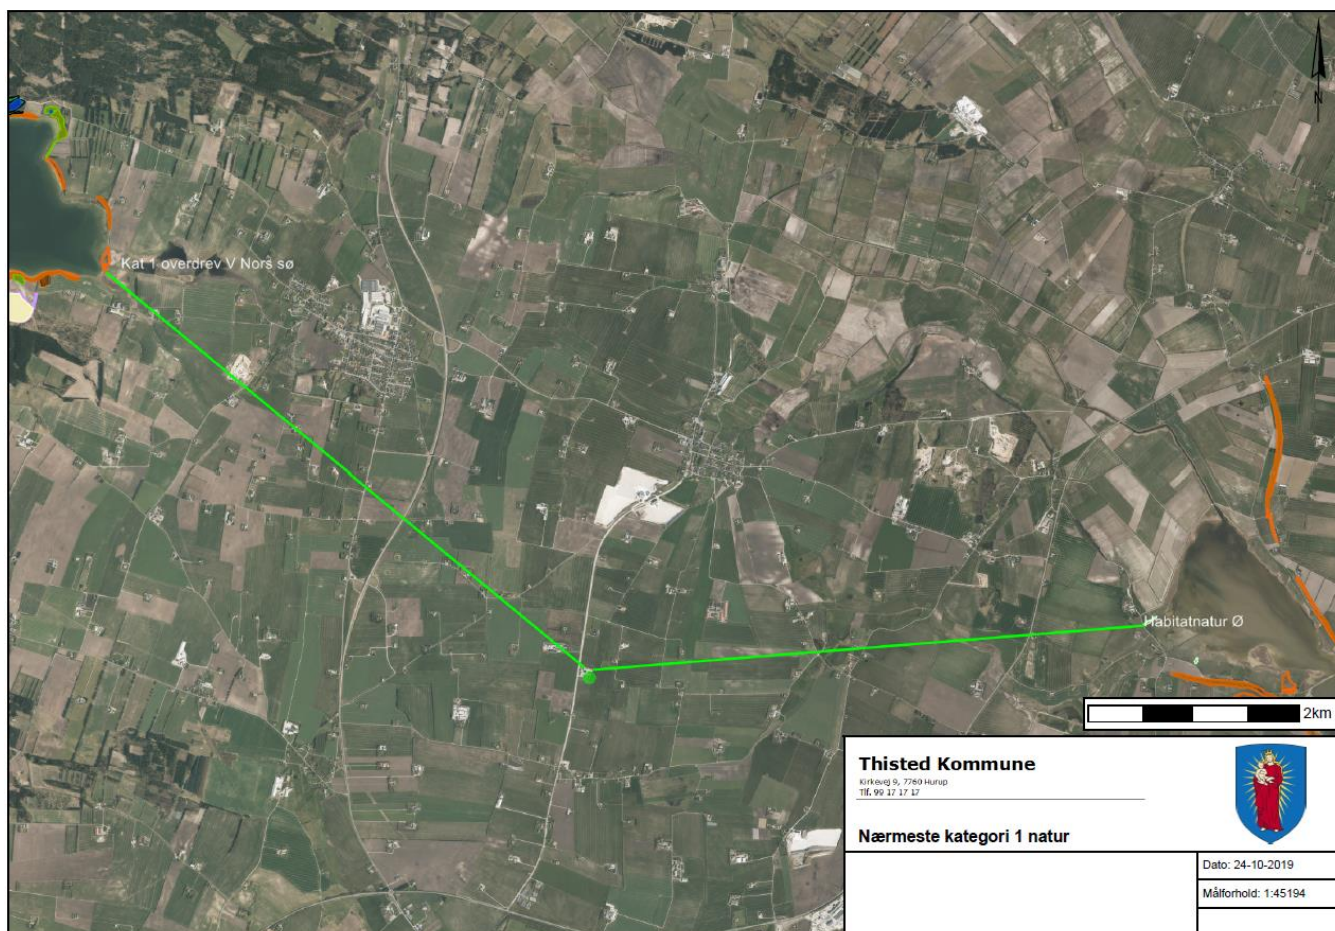 N
Kat 1 overdrev V Nors sø
Habitatnatur Ø
2km
Thisted Kommune
Kirkevej 9, 7760 Hurup
Tlf. 99 17 17 17
Nærmeste kategori 1 natur
Dato: 24-10-2019
Målforhold: 1:45194